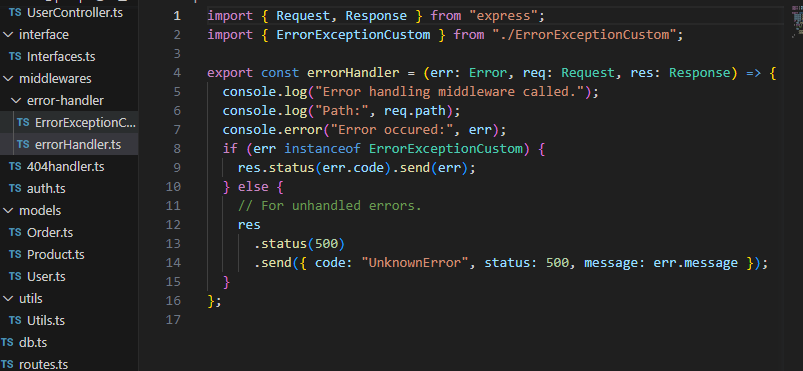 UserController.ts
interface
Interfaces.ts
middlewares
error-handler
TS ErrorExceptionC...
TS errorHandler.ts
TS 404handler.ts
TS auth.ts
models
TS Order.ts
TS Product.ts
TS User.ts
utils
TS Utils.ts
TS db.ts
TS routes.ts
1 import { Request, Response } from "express";
2 import { ErrorExceptionCustom } from "./ErrorExceptionCustom";
3
4 export const errorHandler = (err: Error, req: Request, res: Response) => {
5 console.log("Error handling middleware called.");
6 console.log("Path:", req.path);
7 console.error("Error occured:", err);
8 if (err instanceof ErrorExceptionCustom) {
9 res.status(err.code).send(err);
10 } else {
11 // For unhandled errors.
12 res
13 .status(500)
14 .send({ code: "UnknownError", status: 500, message: err.message });
15 }
16 };
17